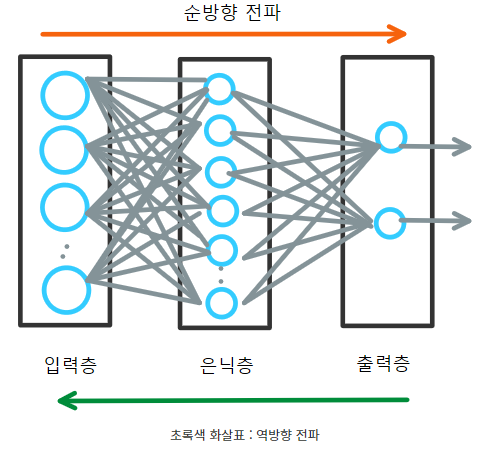 순방향 전파
입력층
은닉층
출력층
초록색 화살표 : 역방향 전파